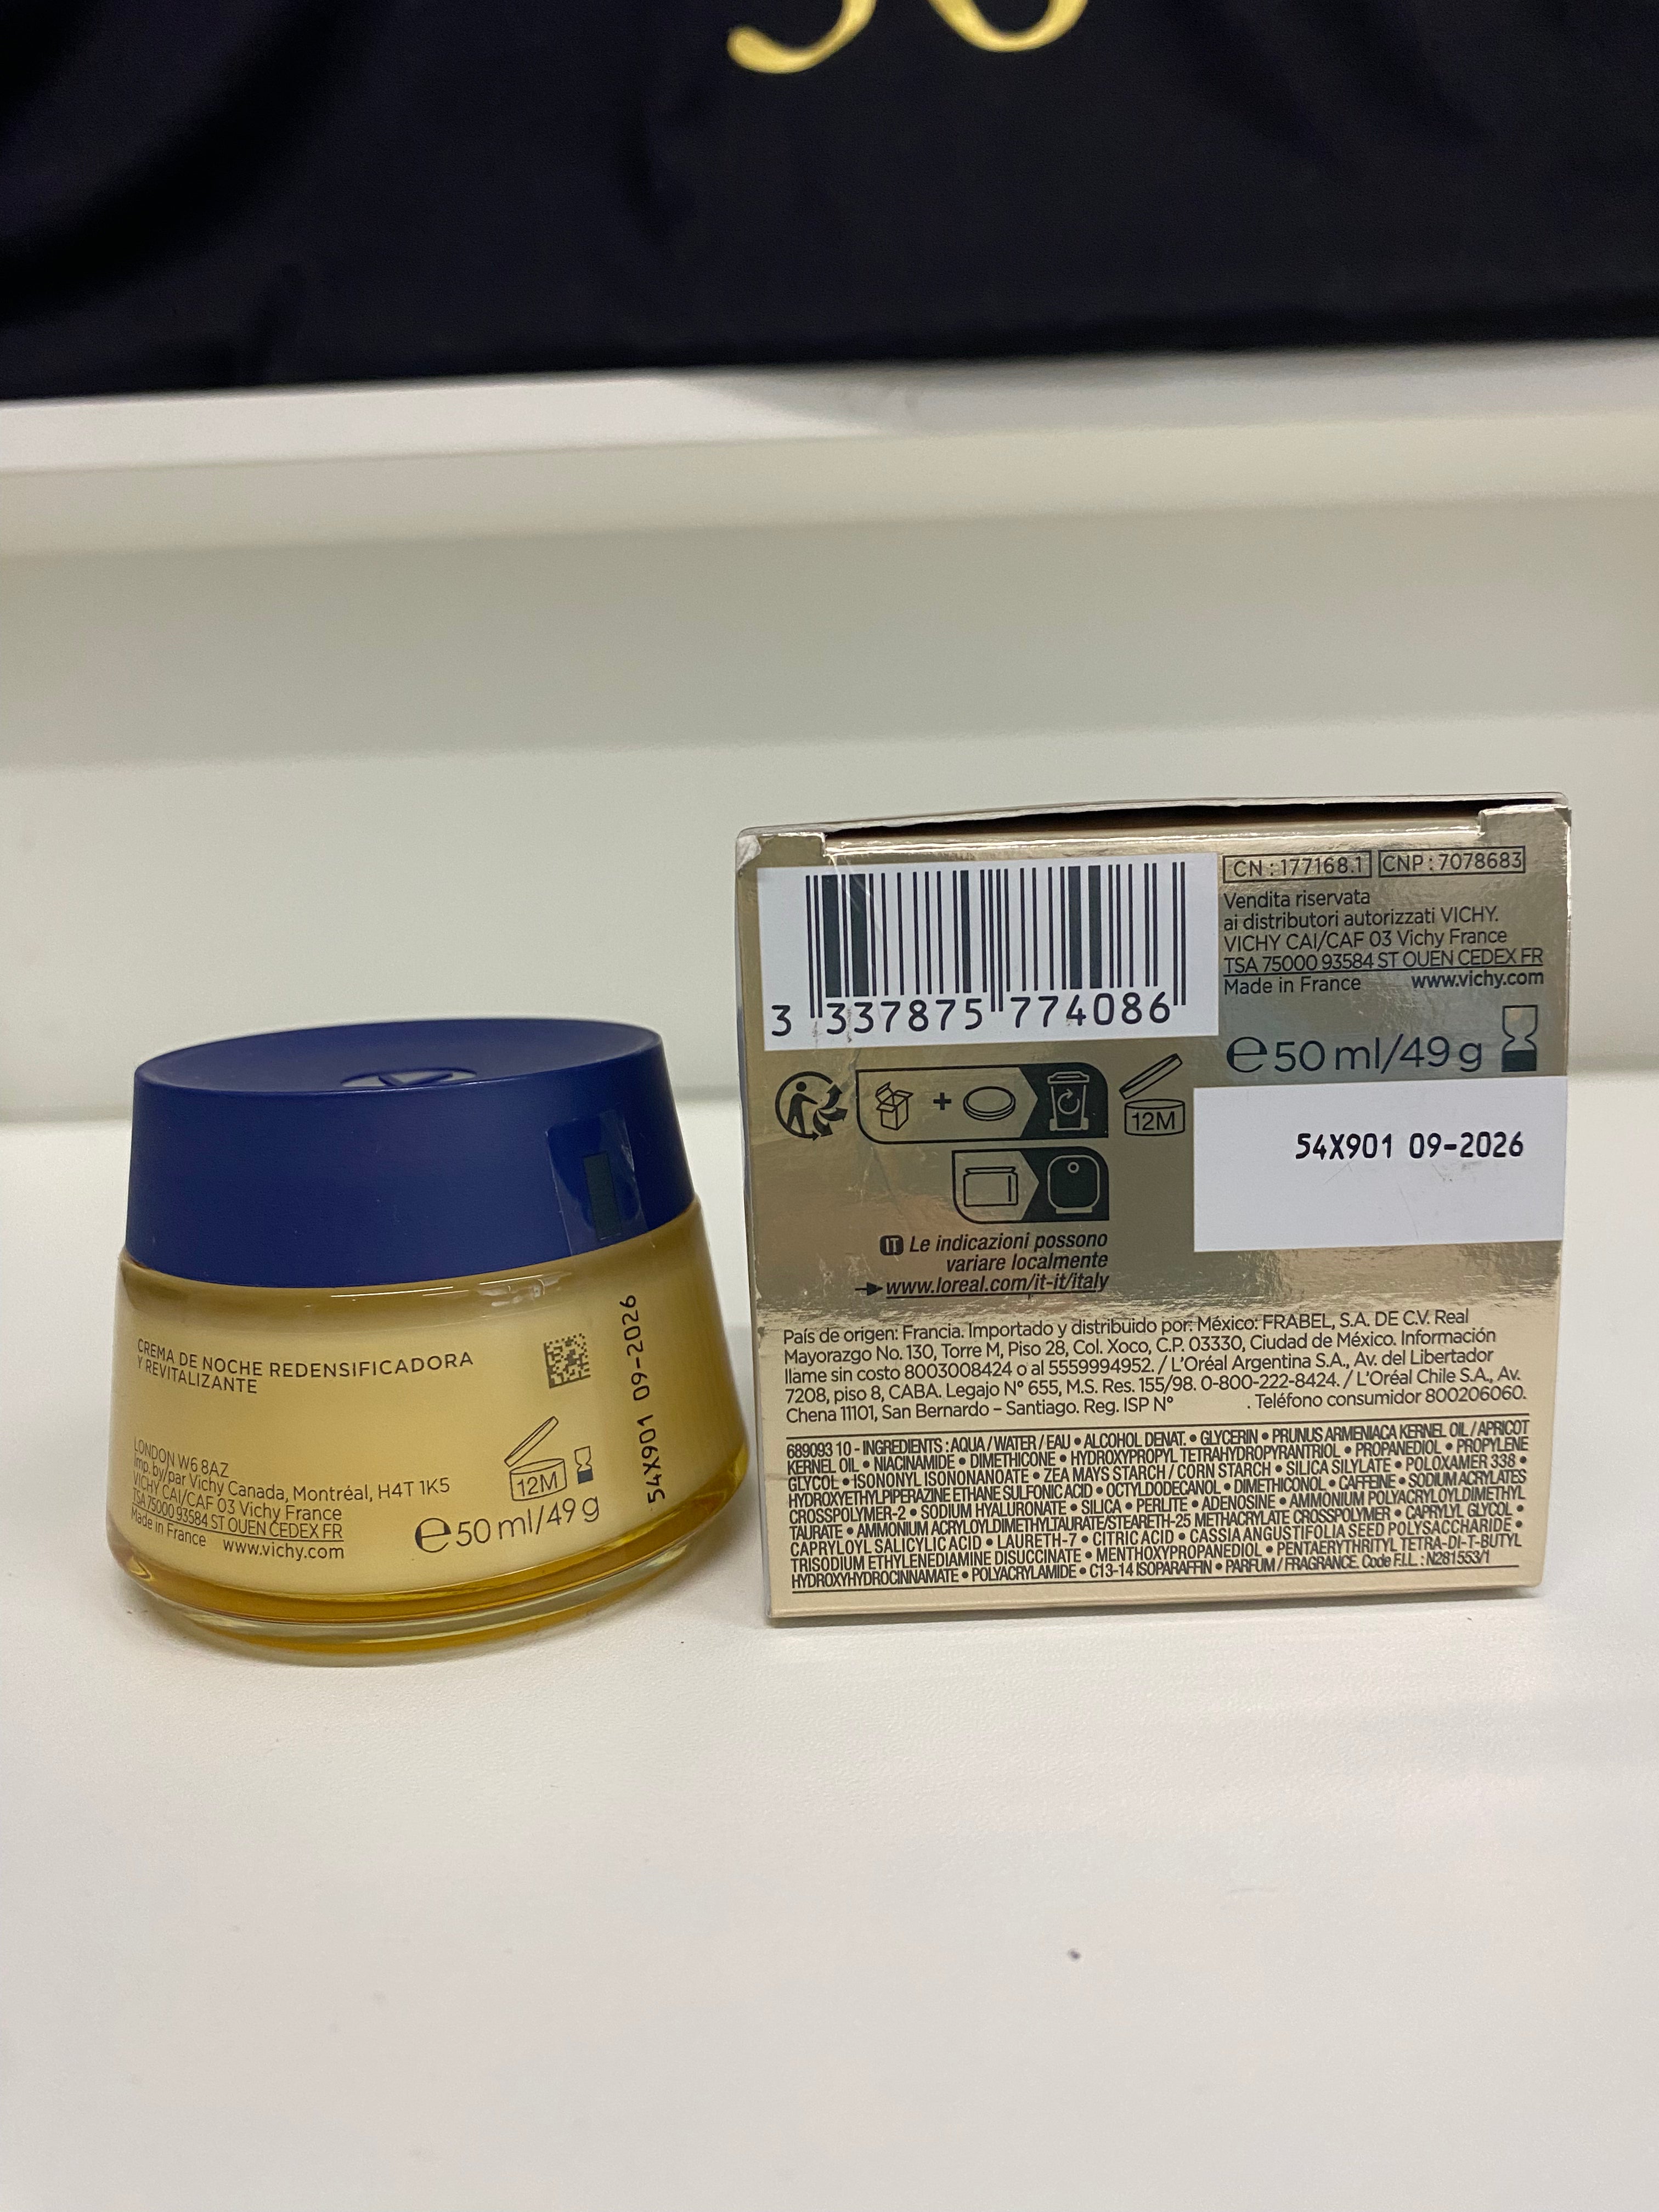 CREMA DE NOCHE REDENSIFICADORA
Y REVITALIZANTE
LONDON W6 8AZ
Imp. by/par Vichy Canada, Montréal, H4T 1K5
VICHY CAI/CAF 03 Vichy France
TSA 75000 93584 ST OUEN CEDEX FR
Made in France www.vichy.com
12M
e50 ml/49 g
54X901 09-2026
3 337875 774086
CN : 177168.1 CNP : 7078683
Vendita riservata
ai distributori autorizzati VICHY.
VICHY CAI/CAF 03 Vichy France
TSA 75000 93584 ST OUEN CEDEX FR
Made in France www.vichy.com
e50 ml/49 g
+
12M
54X901 09-2026
IT Le indicazioni possono
variare localmente
www.loreal.com/it-it/italy
País de origen: Francia. Importado y distribuido por: México: FRABEL, S.A. DE C.V. Real
Mayorazgo No. 130, Torre M, Piso 28, Col. Xoco, C.P. 03330, Ciudad de México. Información
llame sin costo 8003008424 o al 5559994952. / L'Oréal Argentina S.A., Av. del Libertador
7208, piso 8, CABA. Legajo N° 655, M.S. Res. 155/98. 0-800-222-8424. / L'Oréal Chile S.A., Av.
Chena 11101, San Bernardo – Santiago. Reg. ISP N° . Teléfono consumidor 800206060.
689093 10 - INGREDIENTS : AQUA / WATER / EAU • ALCOHOL DENAT. • GLYCERIN • PRUNUS ARMENIACA KERNEL OIL / APRICOT
KERNEL OIL • NIACINAMIDE • DIMETHICONE • HYDROXYPROPYL TETRAHYDROPYRANTRIOL • PROPANEDIOL • PROPYLENE
GLYCOL • ISONONYL ISONONANOATE • ZEA MAYS STARCH / CORN STARCH • SILICA SILYLATE • POLOXAMER 338 •
HYDROXYETHYLPIPERAZINE ETHANE SULFONIC ACID • OCTYLDODECANOL • DIMETHICONOL • CAFFEINE • SODIUM ACRYLATES
CROSSPOLYMER-2 • SODIUM HYALURONATE • SILICA • PERLITE • ADENOSINE • AMMONIUM POLYACRYLOYLDIMETHYL
TAURATE • AMMONIUM ACRYLOYLDIMETHYLTAURATE/STEARETH-25 METHACRYLATE CROSSPOLYMER • CAPRYLYL GLYCOL •
CAPRYLOYL SALICYLIC ACID • LAURETH-7 • CITRIC ACID • CASSIA ANGUSTIFOLIA SEED POLYSACCHARIDE •
TRISODIUM ETHYLENEDIAMINE DISUCCINATE • MENTHOXYPROPANEDIOL • PENTAERYTHRITYL TETRA-DI-T-BUTYL
HYDROXYHYDROCINNAMATE • POLYACRYLAMIDE • C13-14 ISOPARAFFIN • PARFUM / FRAGRANCE. Code F.I.L. : N281553/1